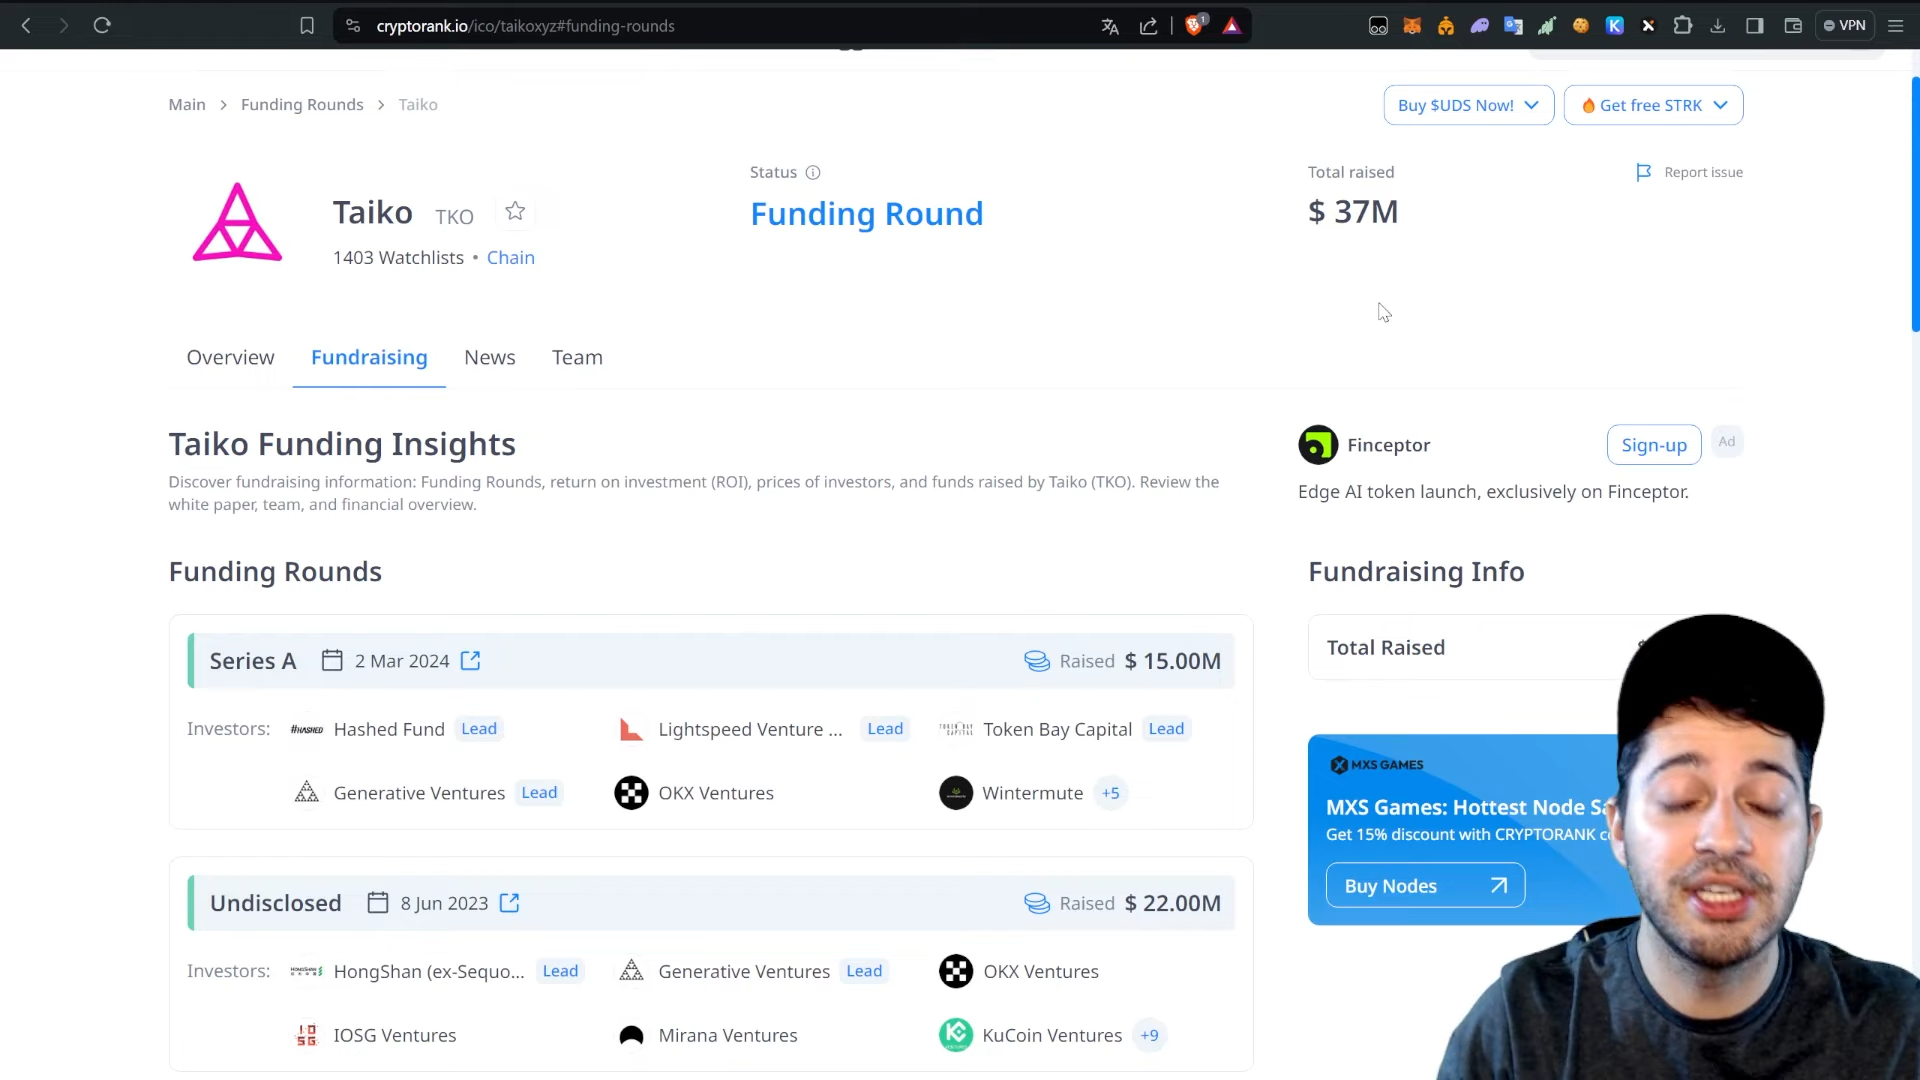 cryptorank.io/ico/taikoxyz#funding-rounds
1
VPN
Main > Funding Rounds > Taiko
Buy $UDS Now!
Get free STRK
Taiko TKO
1403 Watchlists • Chain
Status
Funding Round
Total raised
$ 37M
Report issue
Overview
Fundraising
News
Team
Taiko Funding Insights
Discover fundraising information: Funding Rounds, return on investment (ROI), prices of investors, and funds raised by Taiko (TKO). Review the
white paper, team, and financial overview.
Finceptor
Sign-up
Ad
Edge AI token launch, exclusively on Finceptor.
Funding Rounds
Series A 2 Mar 2024 Raised $ 15.00M
Investors: #HASHED Hashed Fund Lead Lightspeed Venture ... Lead TOKEN BAY CAPITAL Token Bay Capital Lead
Generative Ventures Lead OKX Ventures Wintermute +5
Undisclosed 8 Jun 2023 Raised $ 22.00M
Investors: HONGSHAN HongShan (ex-Sequo... Lead Generative Ventures Lead OKX Ventures
IOSG IOSG Ventures Mirana Ventures KuCoin Ventures +9
Fundraising Info
Total Raised
MXS GAMES
MXS Games: Hottest Node
Get 15% discount with CRYPTORANK
Buy Nodes